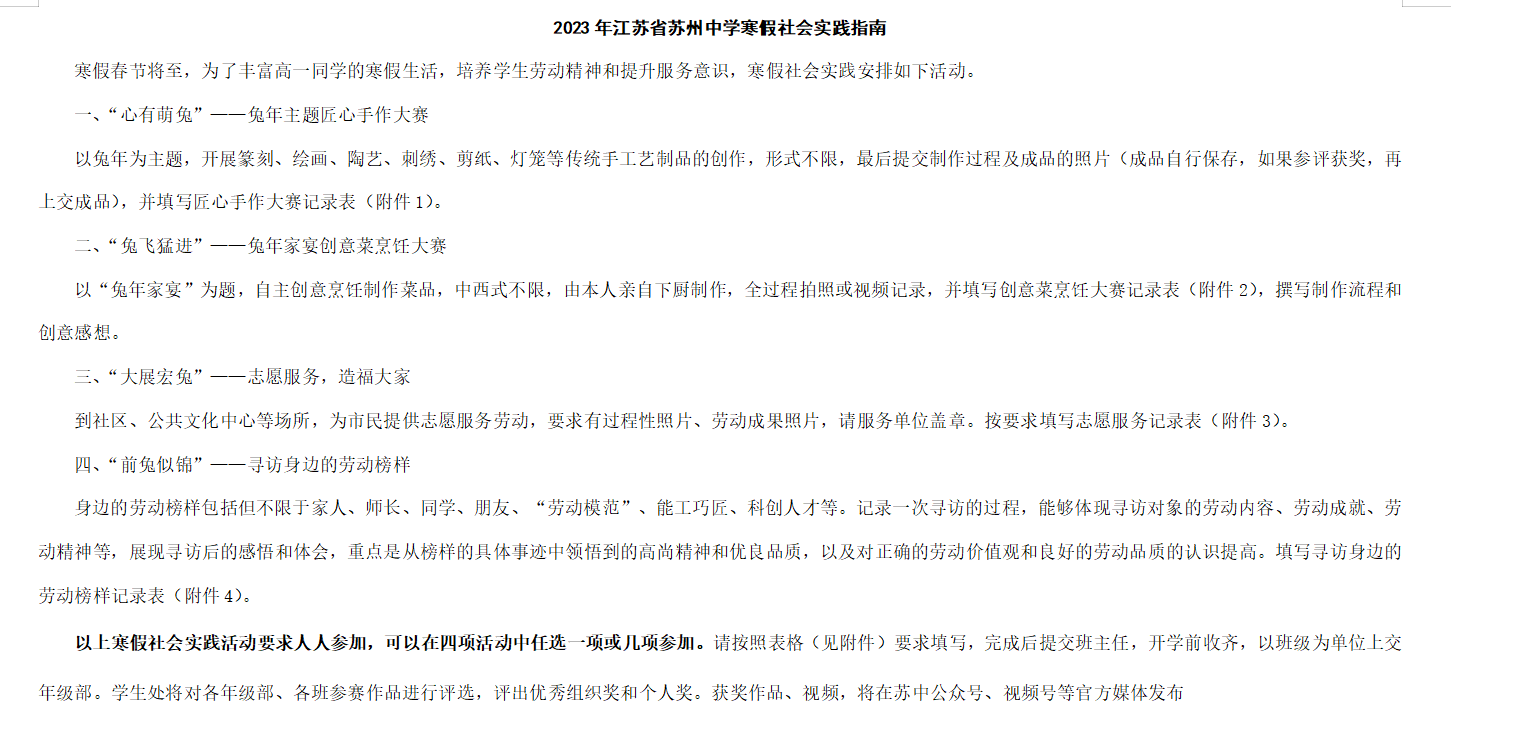 2023 年江苏省苏州中学寒假社会实践指南
寒假春节将至，为了丰富高一同学的寒假生活，培养学生劳动精神和提升服务意识，寒假社会实践安排如下活动。
一、“心有萌兔”——兔年主题匠心手作大赛
以兔年为主题，开展篆刻、绘画、陶艺、刺绣、剪纸、灯笼等传统手工艺制品的创作，形式不限，最后提交制作过程及成品的照片（成品自行保存，如果参评获奖，再
上交成品），并填写匠心手作大赛记录表（附件 1）。
二、“兔飞猛进”——兔年家宴创意菜烹饪大赛
以“兔年家宴”为题，自主创意烹饪制作菜品，中西式不限，由本人亲自下厨制作，全过程拍照或视频记录，并填写创意菜烹饪大赛记录表（附件 2），撰写制作流程和
创意感想。
三、“大展宏兔”——志愿服务，造福大家
到社区、公共文化中心等场所，为市民提供志愿服务劳动，要求有过程性照片、劳动成果照片，请服务单位盖章。按要求填写志愿服务记录表（附件 3）。
四、“前兔似锦”——寻访身边的劳动榜样
身边的劳动榜样包括但不限于家人、师长、同学、朋友、“劳动模范”、能工巧匠、科创人才等。记录一次寻访的过程，能够体现寻访对象的劳动内容、劳动成就、劳
动精神等，展现寻访后的感悟和体会，重点是从榜样的具体事迹中领悟到的高尚精神和优良品质，以及对正确的劳动价值观和良好的劳动品质的认识提高。填写寻访身边的
劳动榜样记录表（附件 4）。
以上寒假社会实践活动要求人人参加，可以在四项活动中任选一项或几项参加。请按照表格（见附件）要求填写，完成后提交班主任，开学前收齐，以班级为单位上交
年级部。学生处将对各年级部、各班参赛作品进行评选，评出优秀组织奖和个人奖。获奖作品、视频，将在苏中公众号、视频号等官方媒体发布